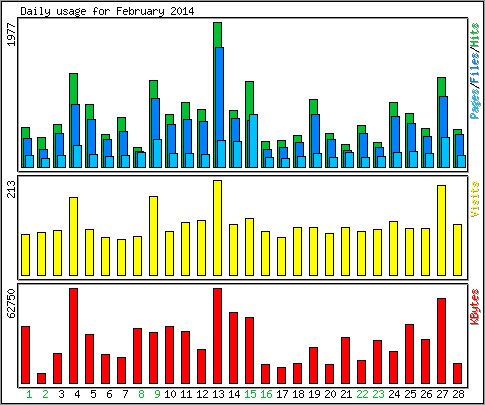 Daily usage for February 2014
1977
Pages/Files/Hits
213
Visits
62750
KBytes
1 2 3 4 5 6 7 8 9 10 11 12 13 14 15 16 17 18 19 20 21 22 23 24 25 26 27 28